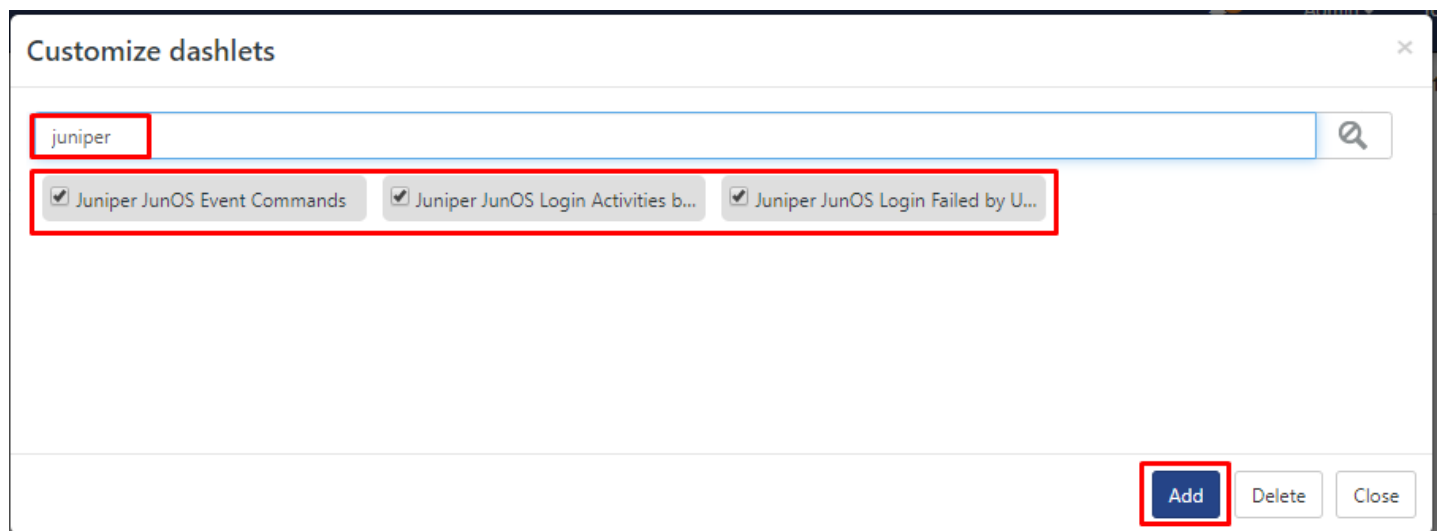 Customize dashlets
juniper
Juniper JunOS Event Commands
Juniper JunOS Login Activities b...
Juniper JunOS Login Failed by U...
Add
Delete
Close